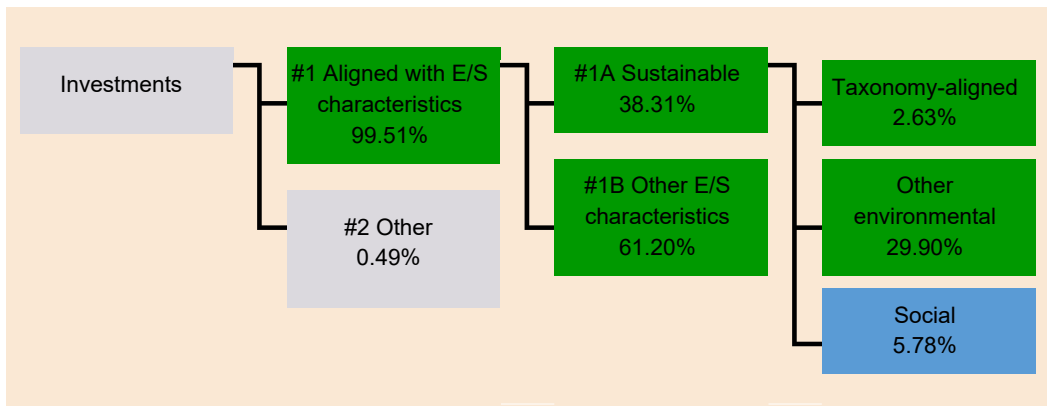 Investments
#1 Aligned with E/S
characteristics
99.51%
#2 Other
0.49%
#1A Sustainable
38.31%
#1B Other E/S
characteristics
61.20%
Taxonomy-aligned
2.63%
Other
environmental
29.90%
Social
5.78%